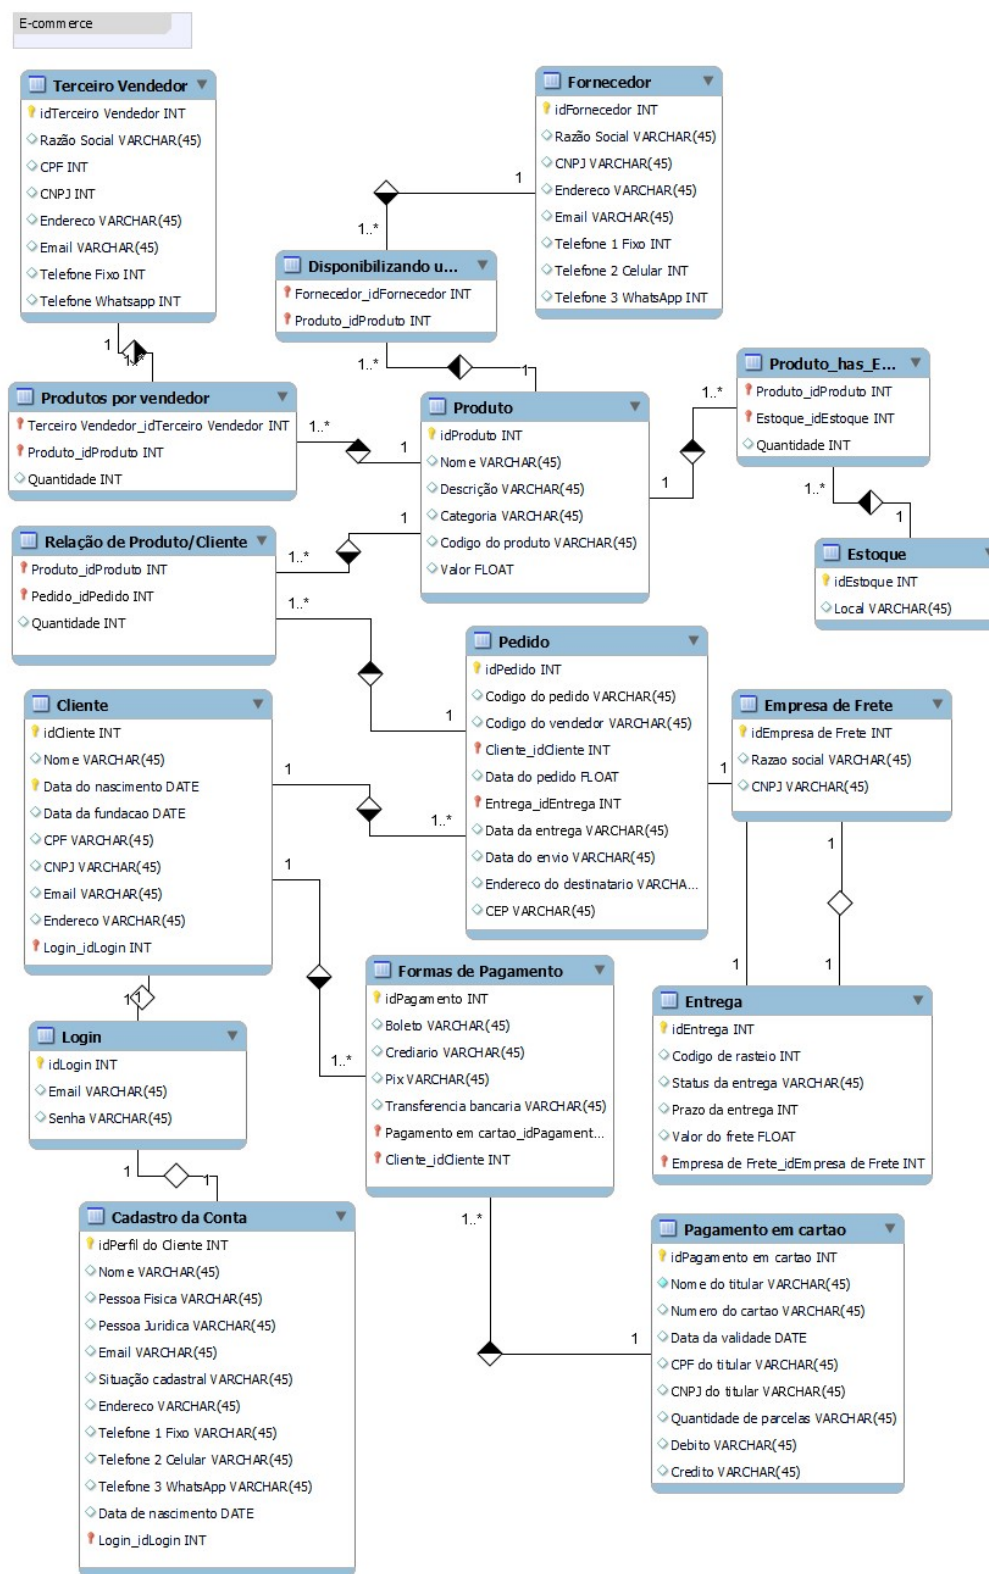 E-commerce
Terceiro Vendedor
idTerceiro Vendedor INT
Razão Social VARCHAR(45)
CPF INT
CNPJ INT
Endereco VARCHAR(45)
Email VARCHAR(45)
Telefone Fixo INT
Telefone Whatsapp INT
Fornecedor
idFornecedor INT
Razão Social VARCHAR(45)
CNPJ VARCHAR(45)
Endereco VARCHAR(45)
Email VARCHAR(45)
Telefone 1 Fixo INT
Telefone 2 Celular INT
Telefone 3 WhatsApp INT
1
1..*
Disponibilizando u...
Fornecedor_idFornecedor INT
Produto_idProduto INT
1..*
1
1
1..*
Produtos por vendedor
Terceiro Vendedor_idTerceiro Vendedor INT
Produto_idProduto INT
Quantidade INT
1..*
1
Produto
idProduto INT
Nome VARCHAR(45)
Descrição VARCHAR(45)
Categoria VARCHAR(45)
Codigo do produto VARCHAR(45)
Valor FLOAT
1..*
1
Produto_has_E...
Produto_idProduto INT
Estoque_idEstoque INT
Quantidade INT
1..*
1
Estoque
idEstoque INT
Local VARCHAR(45)
Relação de Produto/Cliente
Produto_idProduto INT
Pedido_idPedido INT
Quantidade INT
1
1..*
1..*
1
Pedido
idPedido INT
Codigo do pedido VARCHAR(45)
Codigo do vendedor VARCHAR(45)
Cliente_idCliente INT
Data do pedido FLOAT
Entrega_idEntrega INT
Data da entrega VARCHAR(45)
Data do envio VARCHAR(45)
Endereco do destinatario VARCHA...
CEP VARCHAR(45)
Cliente
idCliente INT
Nome VARCHAR(45)
Data do nascimento DATE
Data da fundacao DATE
CPF VARCHAR(45)
CNPJ VARCHAR(45)
Email VARCHAR(45)
Endereco VARCHAR(45)
Login_idLogin INT
1
1..*
1
1..*
Empresa de Frete
idEmpresa de Frete INT
Razao social VARCHAR(45)
CNPJ VARCHAR(45)
1
1
1
1
Entrega
idEntrega INT
Codigo de rasteio INT
Status da entrega VARCHAR(45)
Prazo da entrega INT
Valor do frete FLOAT
Empresa de Frete_idEmpresa de Frete INT
Formas de Pagamento
idPagamento INT
Boleto VARCHAR(45)
Crediario VARCHAR(45)
Pix VARCHAR(45)
Transferencia bancaria VARCHAR(45)
Pagamento em cartao_idPagament...
Cliente_idCliente INT
1
1
Login
idLogin INT
Email VARCHAR(45)
Senha VARCHAR(45)
1
1
Cadastro da Conta
idPerfil do Cliente INT
Nome VARCHAR(45)
Pessoa Fisica VARCHAR(45)
Pessoa Juridica VARCHAR(45)
Email VARCHAR(45)
Situação cadastral VARCHAR(45)
Endereco VARCHAR(45)
Telefone 1 Fixo VARCHAR(45)
Telefone 2 Celular VARCHAR(45)
Telefone 3 WhatsApp VARCHAR(45)
Data de nascimento DATE
Login_idLogin INT
1..*
1
Pagamento em cartao
idPagamento em cartao INT
Nome do titular VARCHAR(45)
Numero do cartao VARCHAR(45)
Data da validade DATE
CPF do titular VARCHAR(45)
CNPJ do titular VARCHAR(45)
Quantidade de parcelas VARCHAR(45)
Debito VARCHAR(45)
Credito VARCHAR(45)